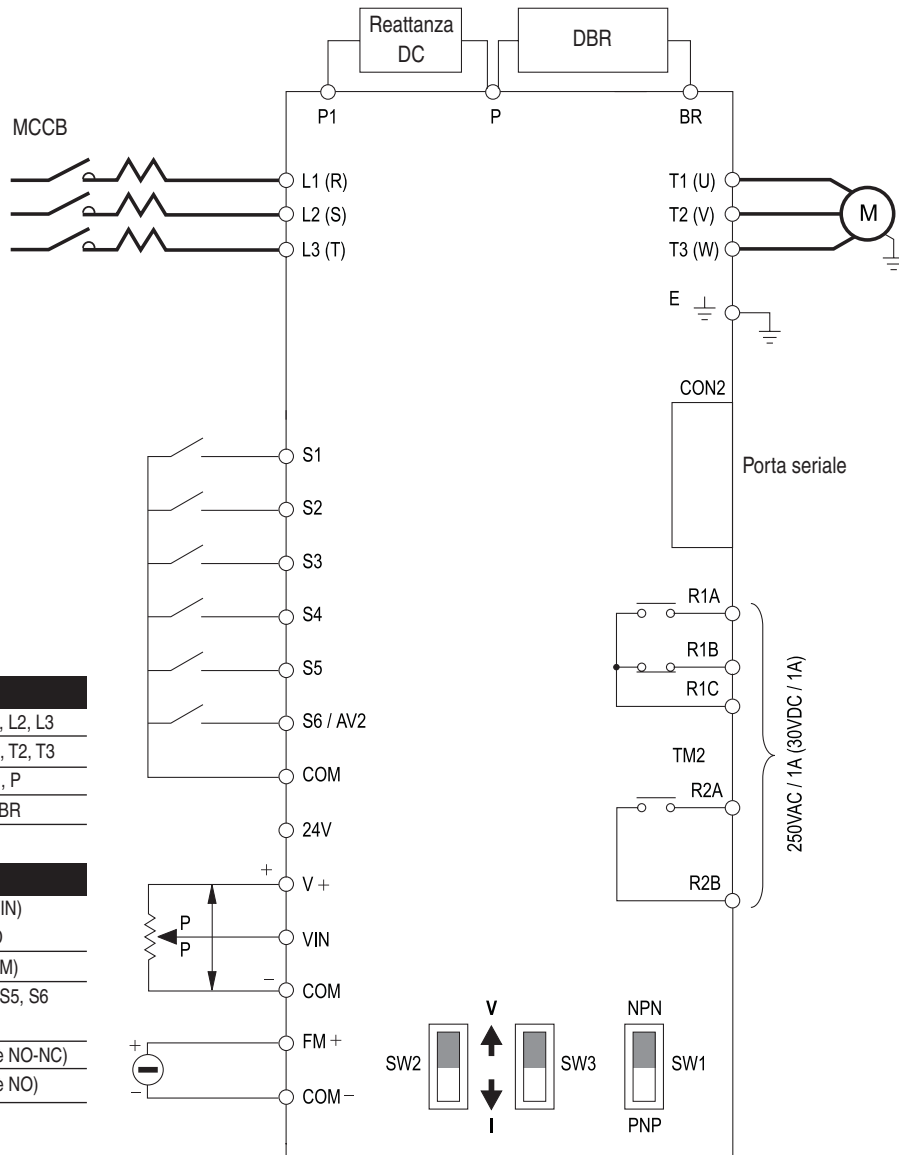 Reattanza
DC
DBR
P1
P
BR
MCCB
L1 (R)
T1 (U)
L2 (S)
T2 (V)
M
L3 (T)
T3 (W)
E
CON2
Porta seriale
S1
S2
S3
S4
S5
S6 / AV2
COM
24V
+
V +
P
P
VIN
–
COM
+
FM +
–
COM –
R1A
R1B
R1C
TM2
R2A
R2B
250VAC / 1A (30VDC / 1A)
, L2, L3
, T2, T3
, P
BR
IN)
M)
S5, S6
e NO-NC)
e NO)
V
NPN
SW2
SW3
SW1
I
PNP